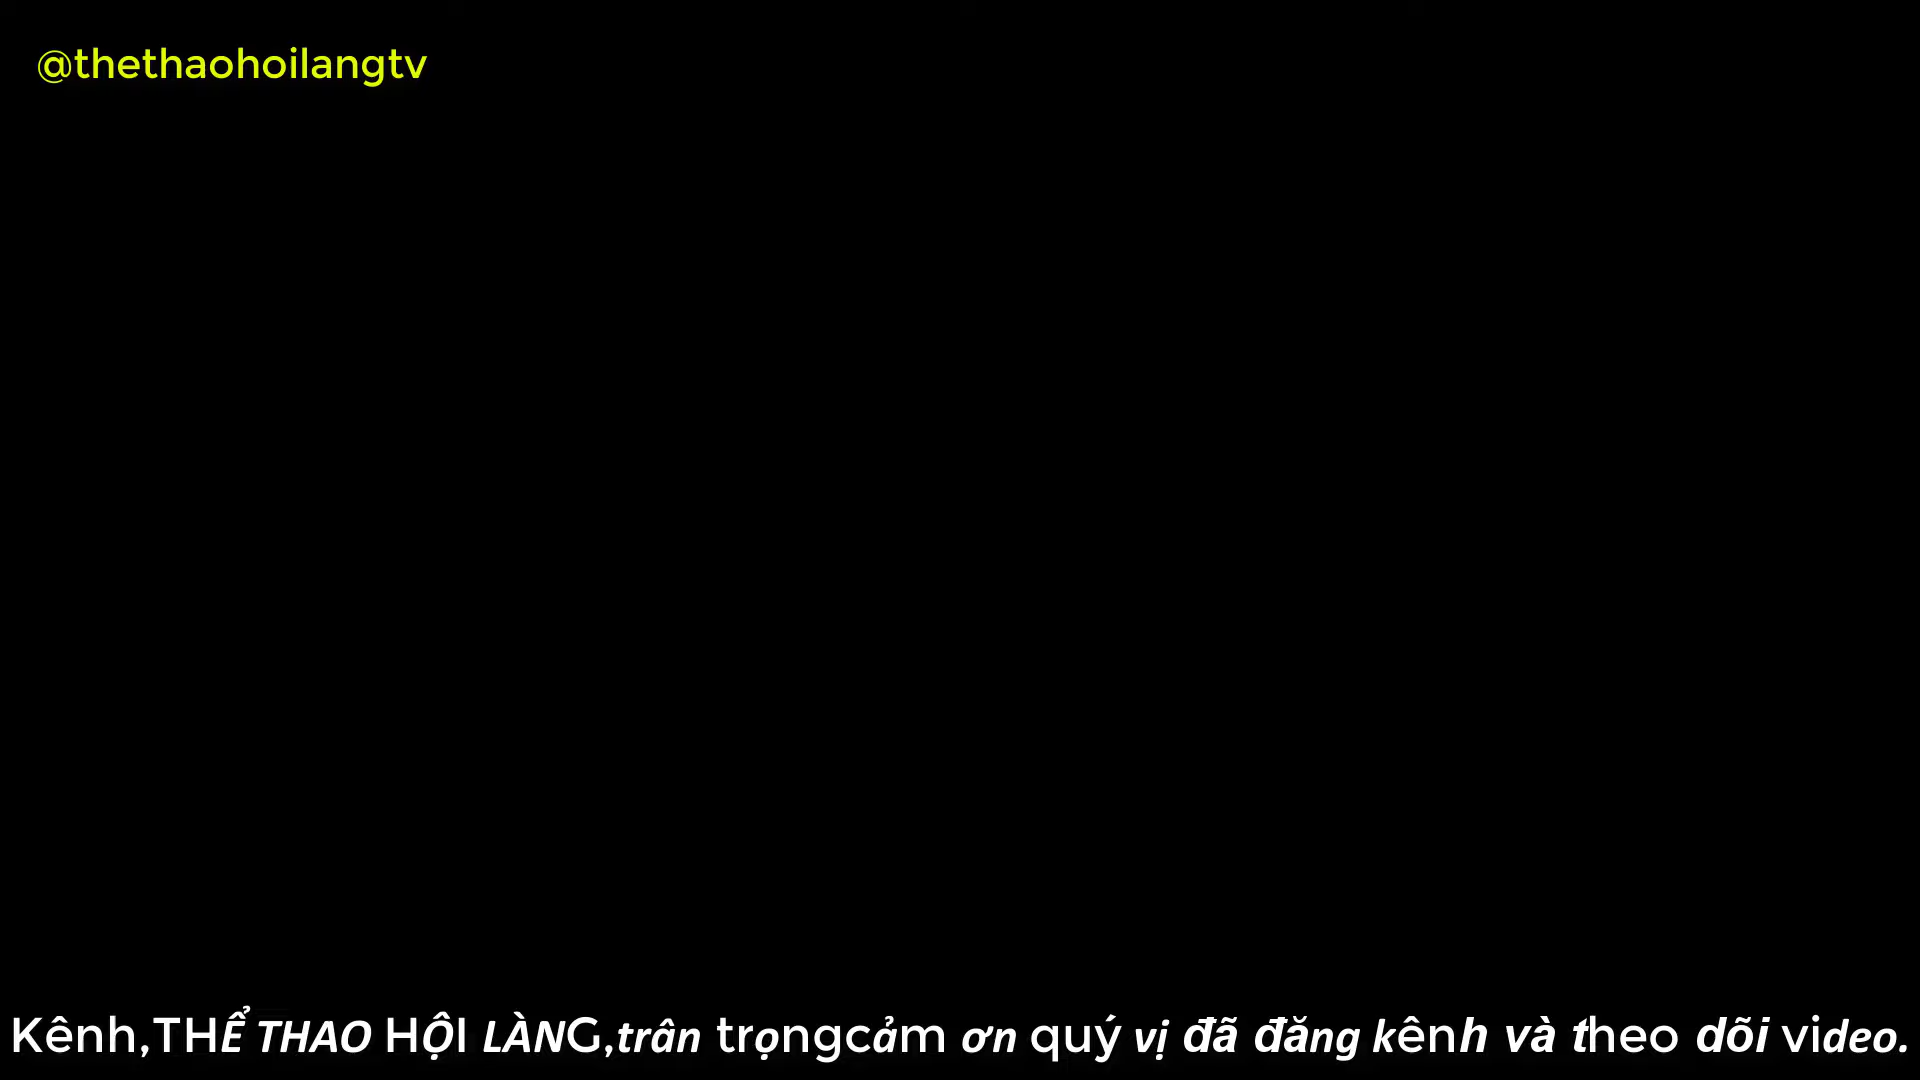 @thethaohoilangtv
Kênh,THỂ THAO HỘI LÀNG,trân trọngcảm ơn quý vị đã đăng kênh và theo dõi video.